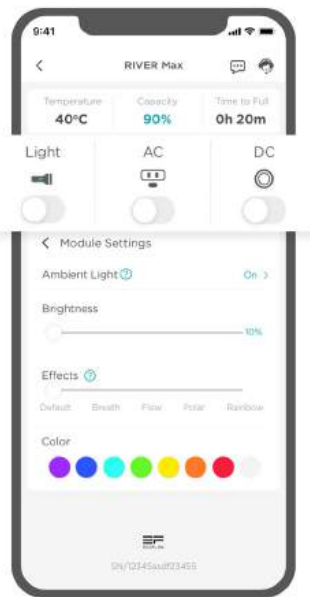 9:41
RIVER Max
Temperature Capacity Time to Full
40°C 90% 0h 20m
Light AC DC
Module Settings
Ambient Light ? On
Brightness
10%
Effects ?
Default Breath Flow Polar Rainbow
Color